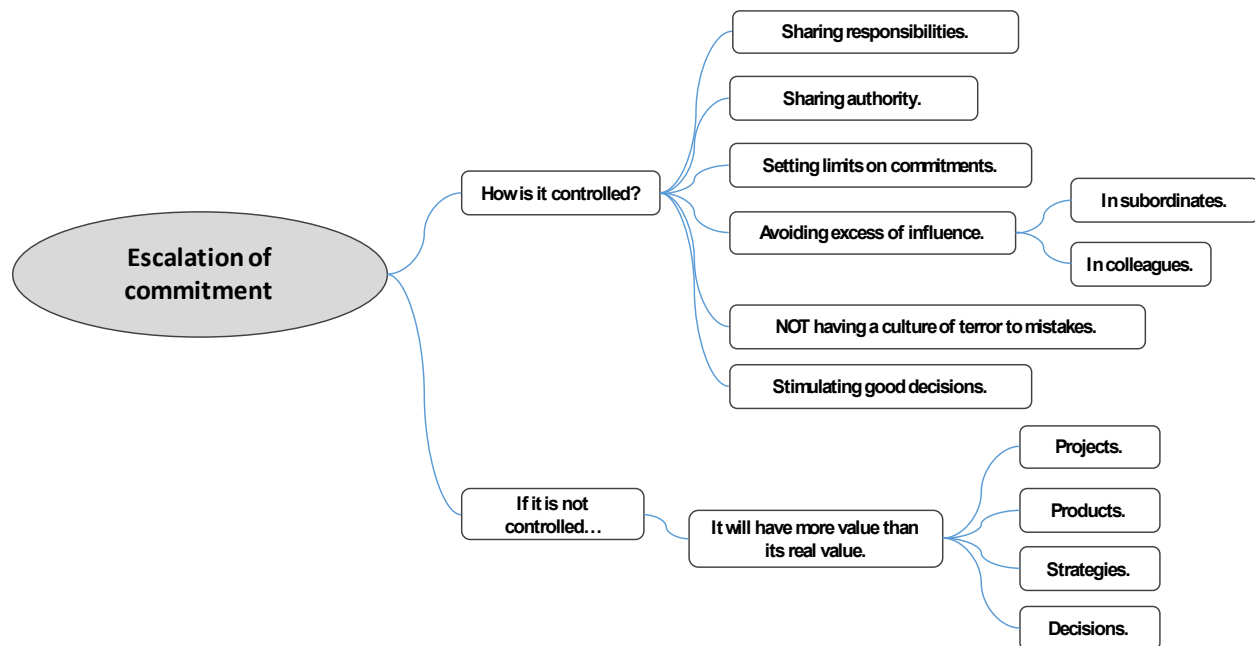 Escalation of
commitment
How is it controlled?
Sharing responsibilities.
Sharing authority.
Setting limits on commitments.
Avoiding excess of influence.
In subordinates.
In colleagues.
NOT having a culture of terror to mistakes.
Stimulating good decisions.
If it is not
controlled…
It will have more value than
its real value.
Projects.
Products.
Strategies.
Decisions.